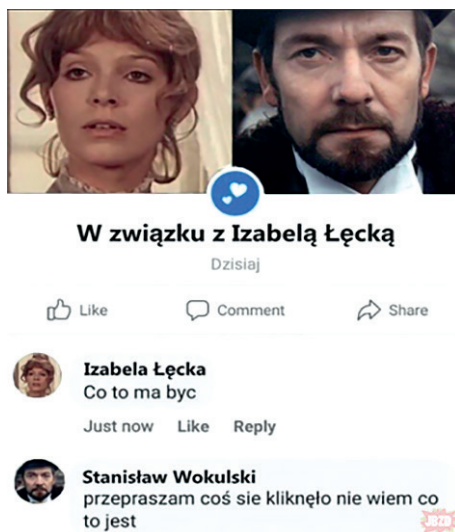 W związku z Izabelą Łęcką
Dzisiaj
Like Comment Share
Izabela Łęcka
Co to ma byc
Just now Like Reply
Stanisław Wokulski
przepraszam coś sie kliknęło nie wiem co
to jest
JBZD